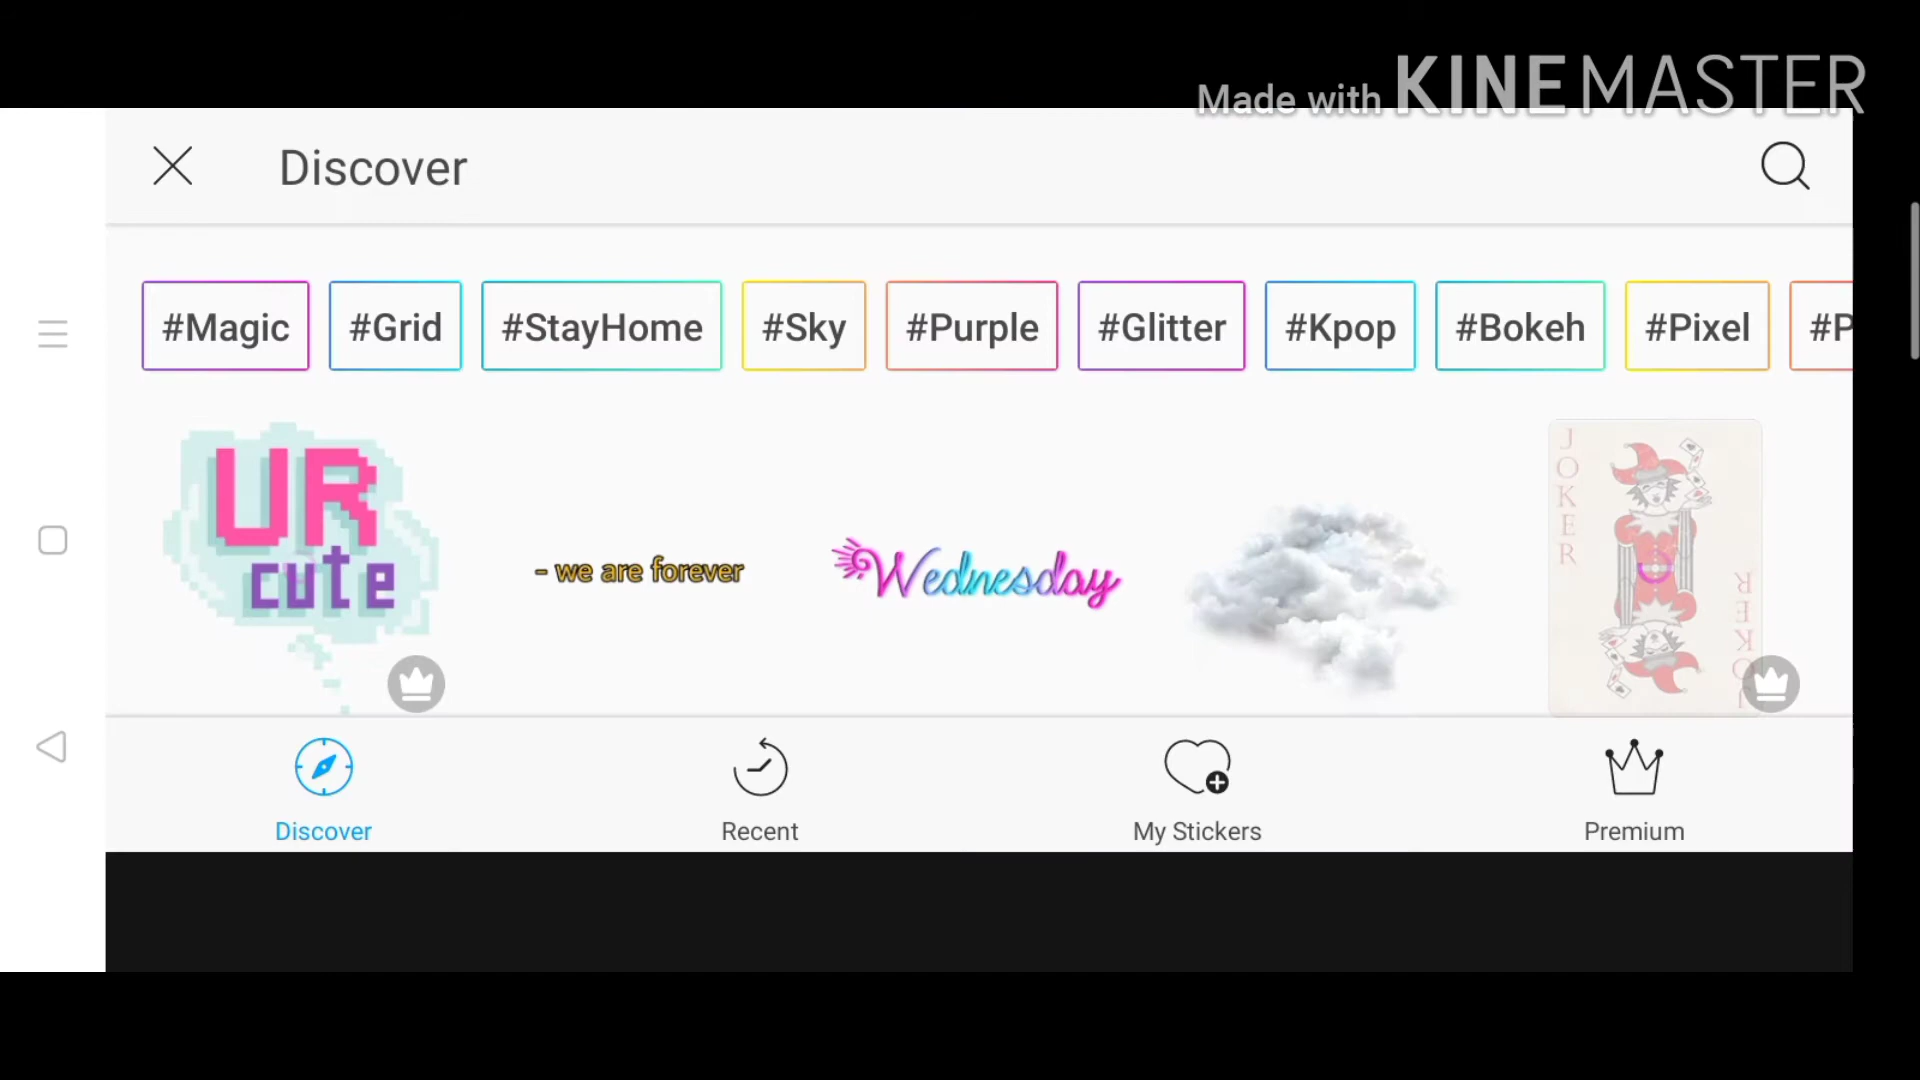 Made with KINEMASTER
Discover
#Magic
#Grid
#StayHome
#Sky
#Purple
#Glitter
#Kpop
#Bokeh
#Pixel
#P
UR
cute
- we are forever
Wednesday
JOKER
JOKER
Discover
Recent
My Stickers
Premium